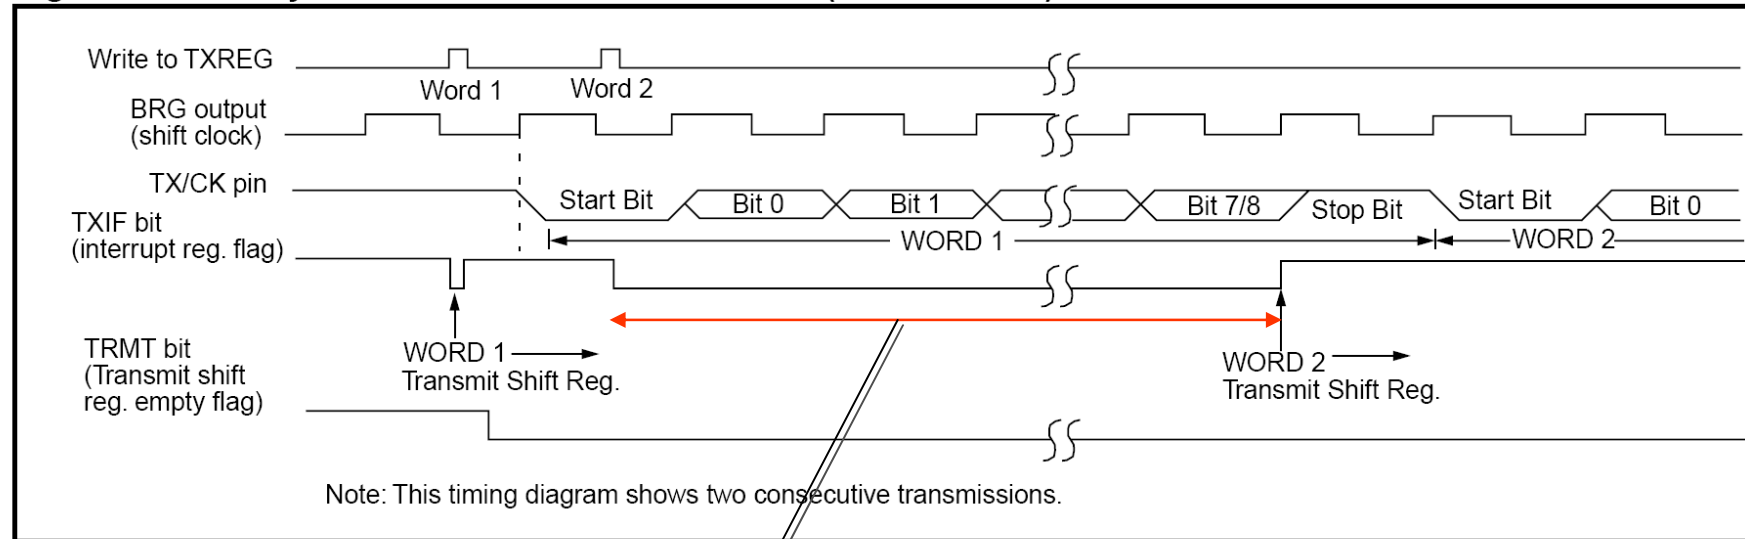 Write to TXREG
Word 1
Word 2
BRG output
(shift clock)
TX/CK pin
Start Bit
Bit 0
Bit 1
Bit 7/8
Stop Bit
Start Bit
Bit 0
TXIF bit
(interrupt reg. flag)
WORD 1
WORD 2
WORD 1
Transmit Shift Reg.
WORD 2
Transmit Shift Reg.
TRMT bit
(Transmit shift
reg. empty flag)
Note: This timing diagram shows two consecutive transmissions.